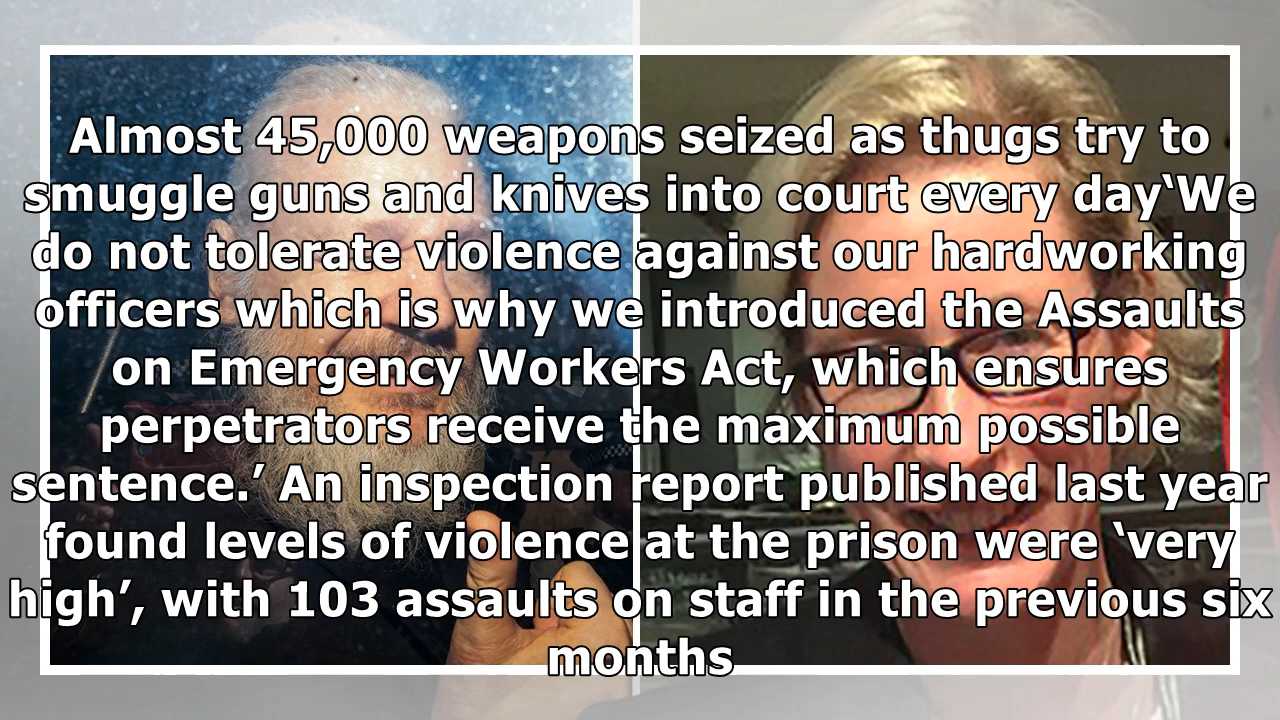 Almost 45,000 weapons seized as thugs try to
smuggle guns and knives into court every day‘We
do not tolerate violence against our hardworking
officers which is why we introduced the Assaults
on Emergency Workers Act, which ensures
perpetrators receive the maximum possible
sentence.’ An inspection report published last year
found levels of violence at the prison were ‘very
high’, with 103 assaults on staff in the previous six
months